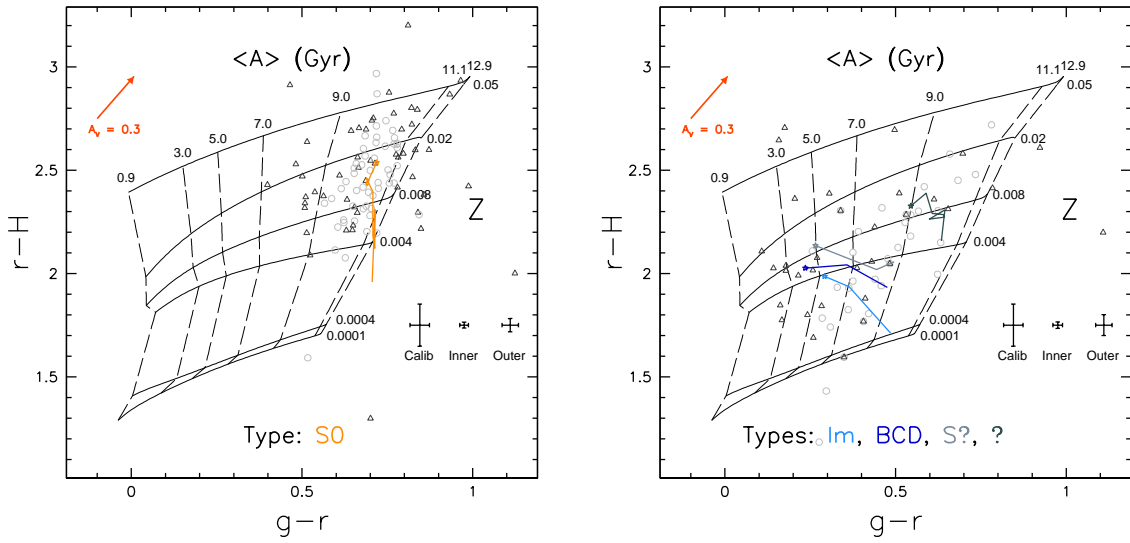 <A> (Gyr)
A_V = 0.3
0.9
3.0
5.0
7.0
9.0
11.1
12.9
0.05
0.02
0.008
0.004
0.0004
0.0001
Z
Calib
Inner
Outer
Type: S0
r-H
3
2.5
2
1.5
0
0.5
1
g-r
<A> (Gyr)
A_V = 0.3
0.9
3.0
5.0
7.0
9.0
11.1
12.9
0.05
0.02
0.008
0.004
0.0004
0.0001
Z
Calib
Inner
Outer
Types: Im, BCD, S?, ?
r-H
3
2.5
2
1.5
0
0.5
1
g-r